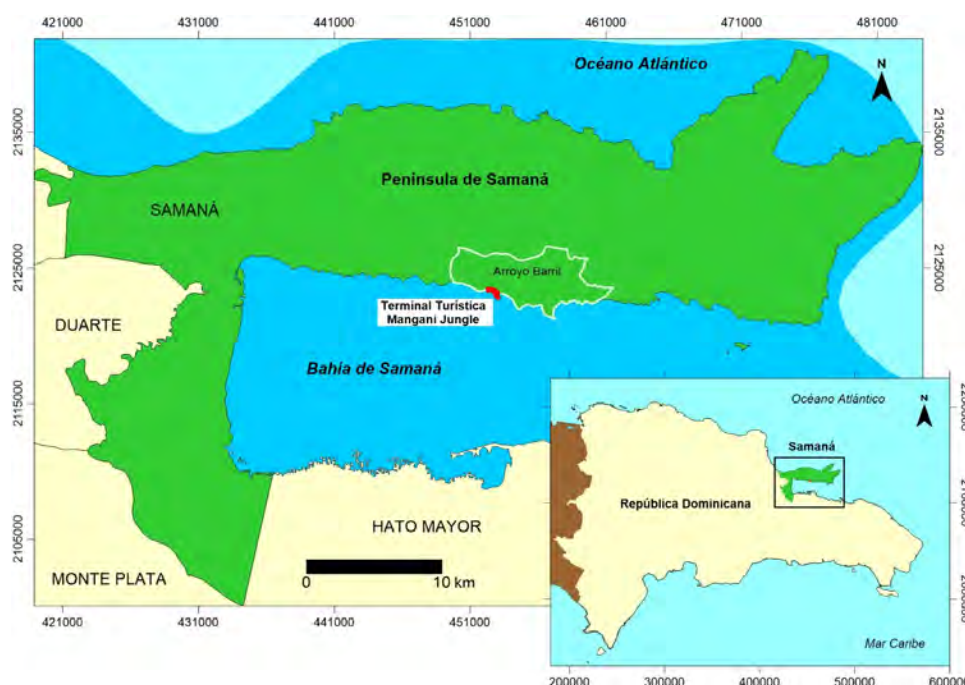 421000
431000
441000
451000
461000
471000
481000
Océano Atlántico
N
2135000
2135000
Peninsula de Samaná
SAMANÁ
2125000
2125000
Arroyo Barril
Terminal Turística
Mangani Jungle
DUARTE
Bahía de Samaná
2115000
2105000
HATO MAYOR
MONTE PLATA
0
10 km
421000
431000
441000
451000
Océano Atlántico
N
Samaná
República Dominicana
Mar Caribe
200000
300000
400000
500000
600000